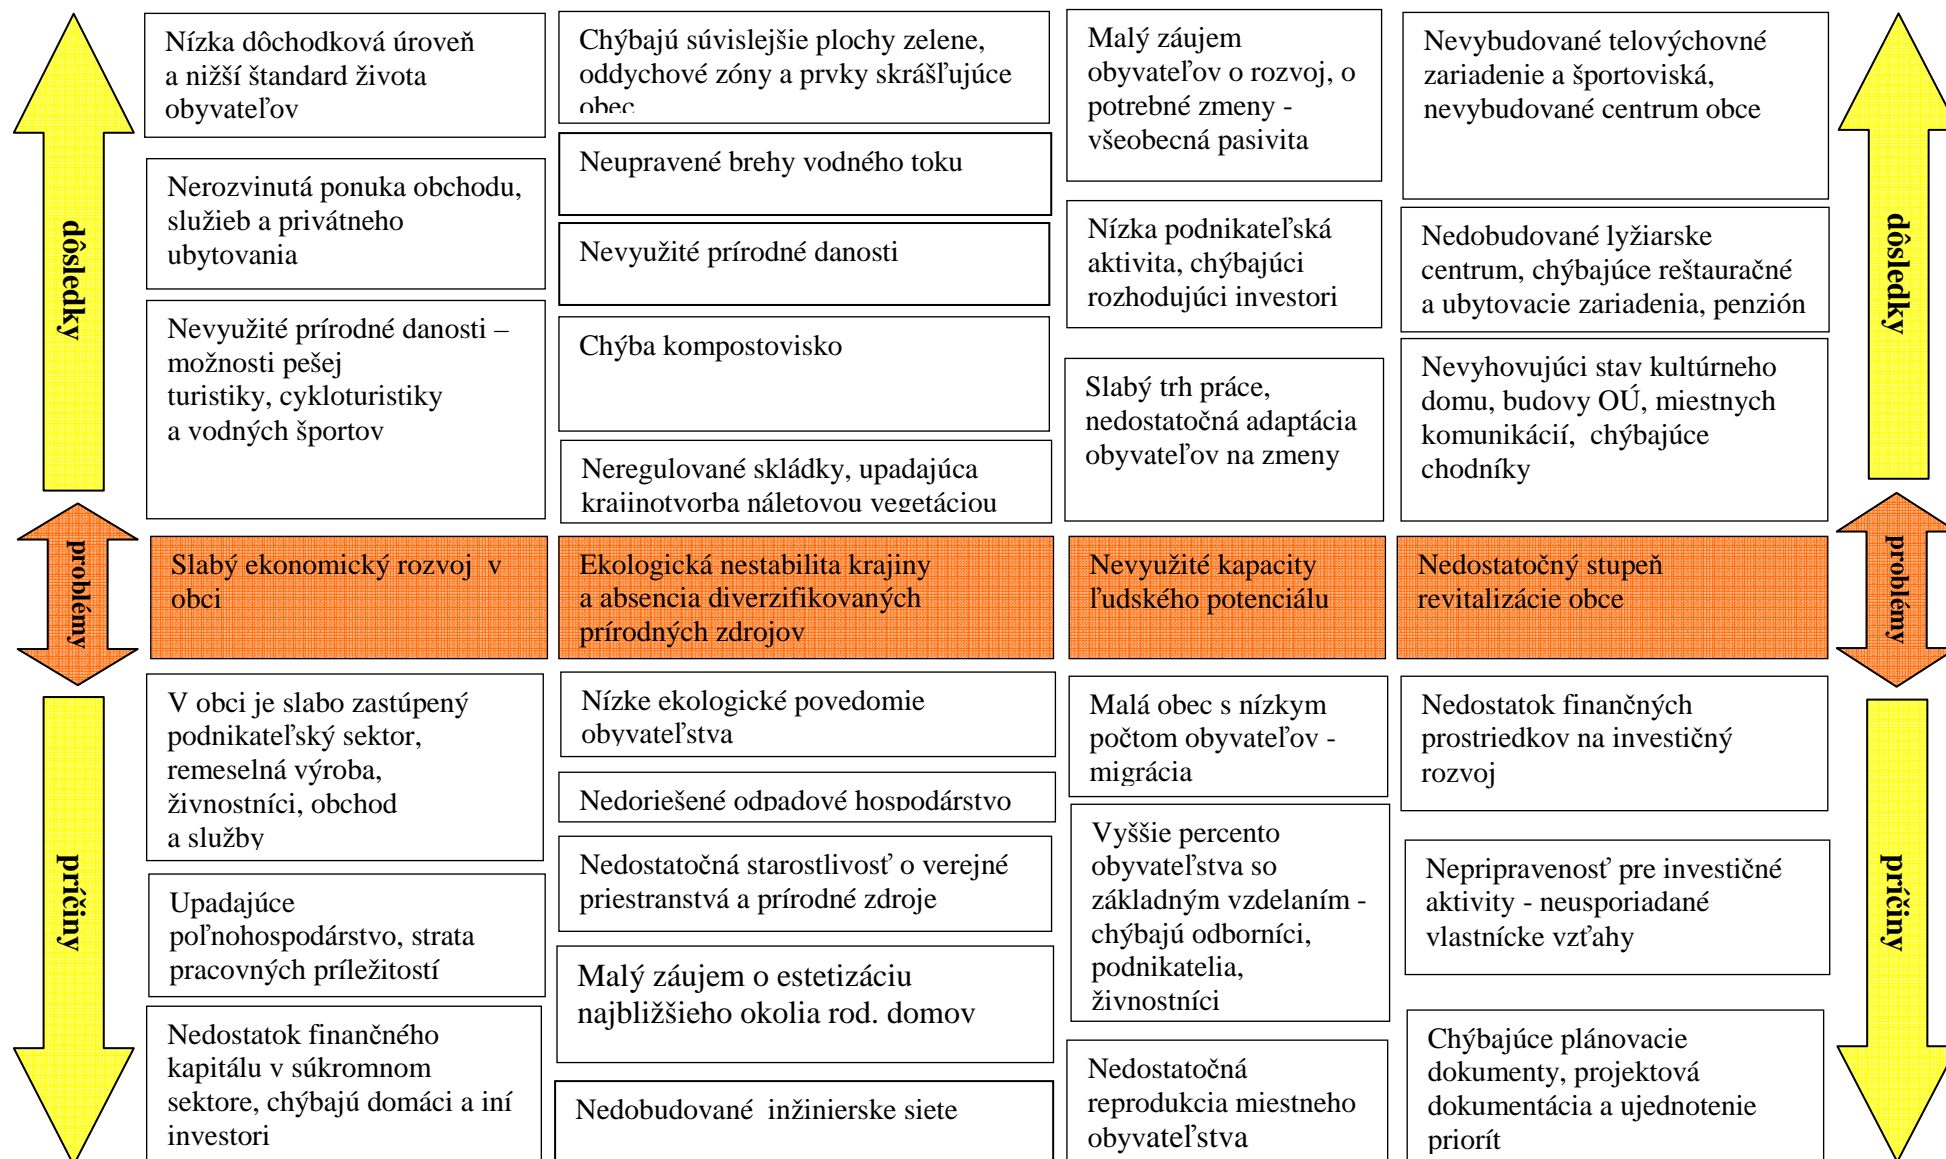 dôsledky
Nízka dôchodková úroveň
a nižší štandard života
obyvateľov
Chýbajú súvislejšie plochy zelene,
oddychové zóny a prvky skrášľujúce
obec
Malý záujem
obyvateľov o rozvoj, o
potrebné zmeny -
všeobecná pasivita
Nevybudované telovýchovné
zariadenie a športoviská,
nevybudované centrum obce
dôsledky
Nerozvinutá ponuka obchodu,
služieb a privátneho
ubytovania
Neupravené brehy vodného toku
Nevyužité prírodné danosti
Nízka podnikateľská
aktivita, chýbajúci
rozhodujúci investori
Nedobudované lyžiarske
centrum, chýbajúce reštauračné
a ubytovacie zariadenia, penzión
Nevyužité prírodné danosti –
možnosti pešej
turistiky, cykloturistiky
a vodných športov
Chýba kompostovisko
Neregulované skládky, upadajúca
krajinotvorba náletovou vegetáciou
Slabý trh práce,
nedostatočná adaptácia
obyvateľov na zmeny
Nevyhovujúci stav kultúrneho
domu, budovy OÚ, miestnych
komunikácií,  chýbajúce
chodníky
problémy
Slabý ekonomický rozvoj  v
obci
Ekologická nestabilita krajiny
a absencia diverzifikovaných
prírodných zdrojov
Nevyužité kapacity
ľudského potenciálu
Nedostatočný stupeň
revitalizácie obce
problémy
príčiny
V obci je slabo zastúpený
podnikateľský sektor,
remeselná výroba,
živnostníci, obchod
a služby
Nízke ekologické povedomie
obyvateľstva
Nedoriešené odpadové hospodárstvo
Malá obec s nízkym
počtom obyvateľov -
migrácia
Nedostatok finančných
prostriedkov na investičný
rozvoj
príčiny
Upadajúce
poľnohospodárstvo, strata
pracovných príležitostí
Nedostatočná starostlivosť o verejné
priestranstvá a prírodné zdroje
Malý záujem o estetizáciu
najbližšieho okolia rod. domov
Vyššie percento
obyvateľstva so
základným vzdelaním -
chýbajú odborníci,
podnikatelia,
živnostníci
Nepripravenosť pre investičné
aktivity - neusporiadané
vlastnícke vzťahy
Nedostatok finančného
kapitálu v súkromnom
sektore, chýbajú domáci a iní
investori
Nedobudované  inžinierske siete
Nedostatočná
reprodukcia miestneho
obyvateľstva
Chýbajúce plánovacie
dokumenty, projektová
dokumentácia a ujednotenie
priorít